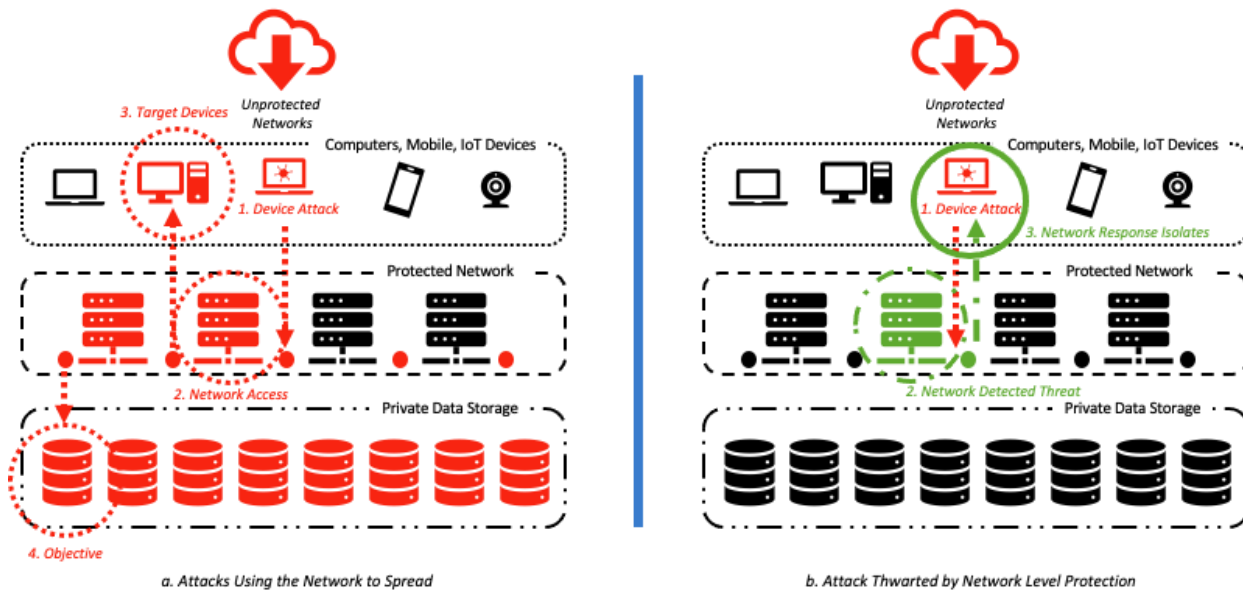 Unprotected
Networks
3. Target Devices
Computers, Mobile, IoT Devices
1. Device Attack
Protected Network
2. Network Access
Private Data Storage
4. Objective
a. Attacks Using the Network to Spread
Unprotected
Networks
Computers, Mobile, IoT Devices
1. Device Attack
3. Network Response Isolates
Protected Network
2. Network Detected Threat
Private Data Storage
b. Attack Thwarted by Network Level Protection